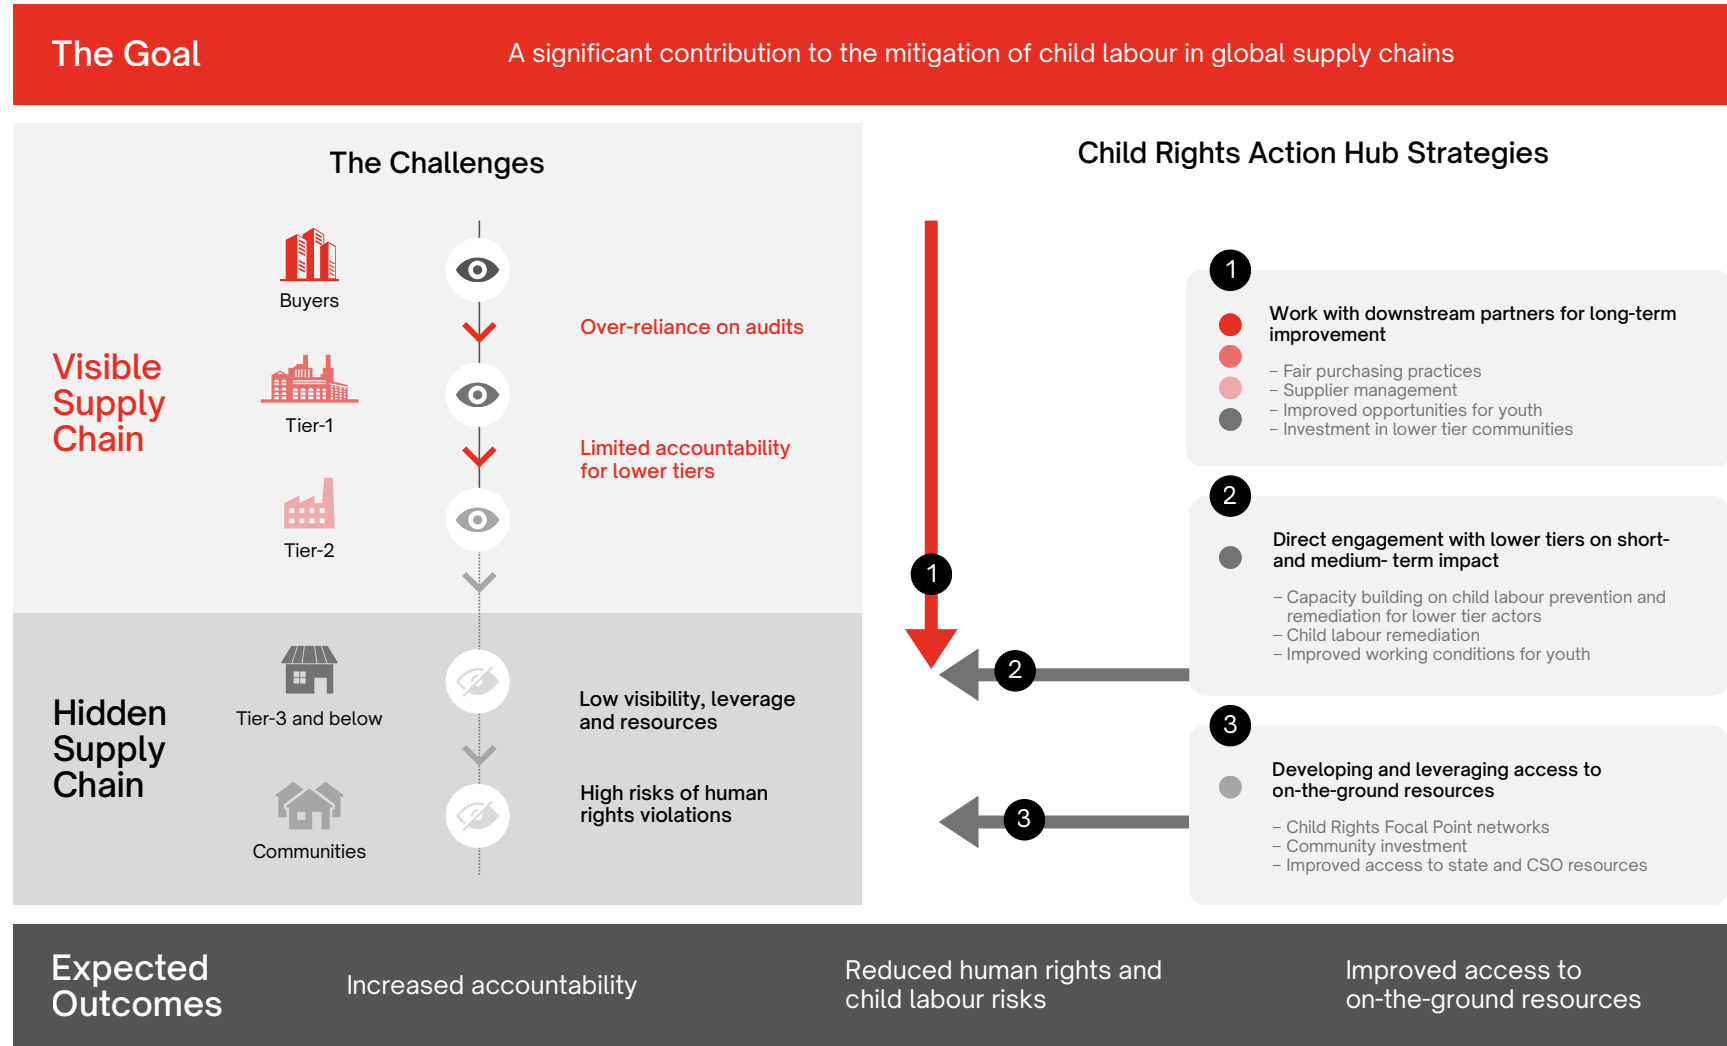 The Goal
A significant contribution to the mitigation of child labour in global supply chains
The Challenges
Visible
Supply
Chain
Buyers
Over-reliance on audits
Tier-1
Limited accountability
for lower tiers
Tier-2
Hidden
Supply
Chain
Tier-3 and below
Low visibility, leverage
and resources
Communities
High risks of human
rights violations
Child Rights Action Hub Strategies
1
2
3
1
Work with downstream partners for long-term
improvement
– Fair purchasing practices
– Supplier management
– Improved opportunities for youth
– Investment in lower tier communities
2
Direct engagement with lower tiers on short-
and medium- term impact
– Capacity building on child labour prevention and
remediation for lower tier actors
– Child labour remediation
– Improved working conditions for youth
3
Developing and leveraging access to
on-the-ground resources
– Child Rights Focal Point networks
– Community investment
– Improved access to state and CSO resources
Expected
Outcomes
Increased accountability
Reduced human rights and
child labour risks
Improved access to
on-the-ground resources